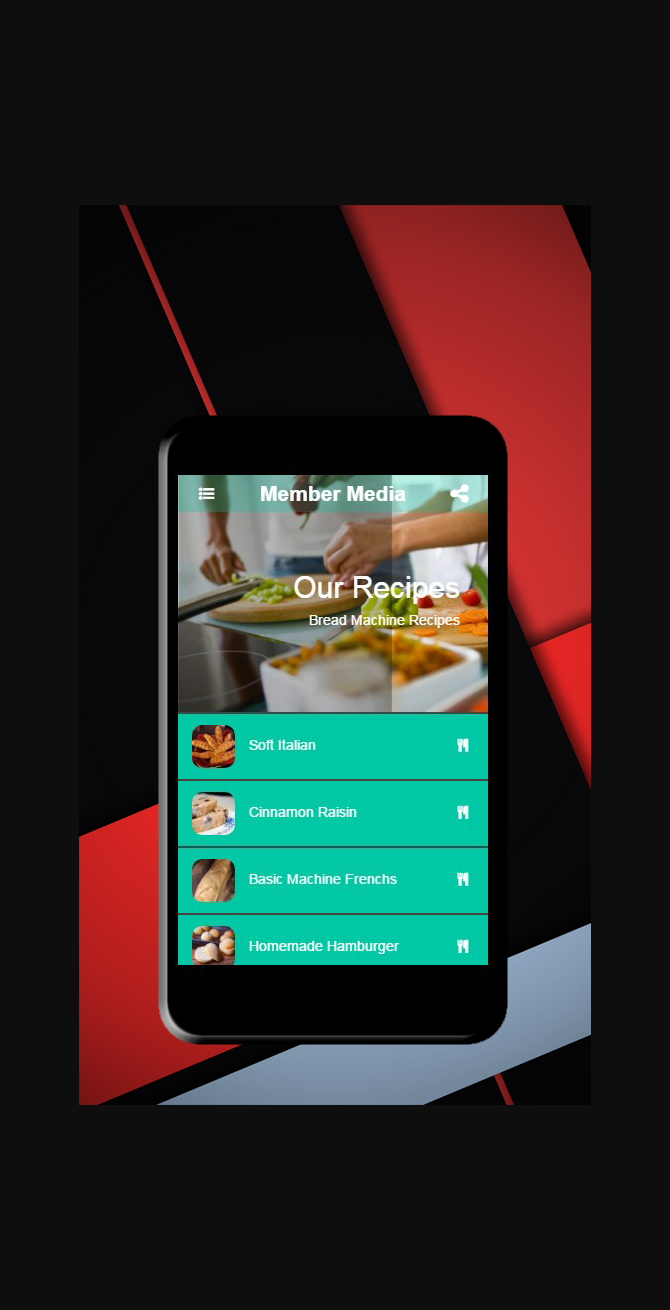 Member Media
Our Recipes
Bread Machine Recipes
Soft Italian
Cinnamon Raisin
Basic Machine Frenchs
Homemade Hamburger